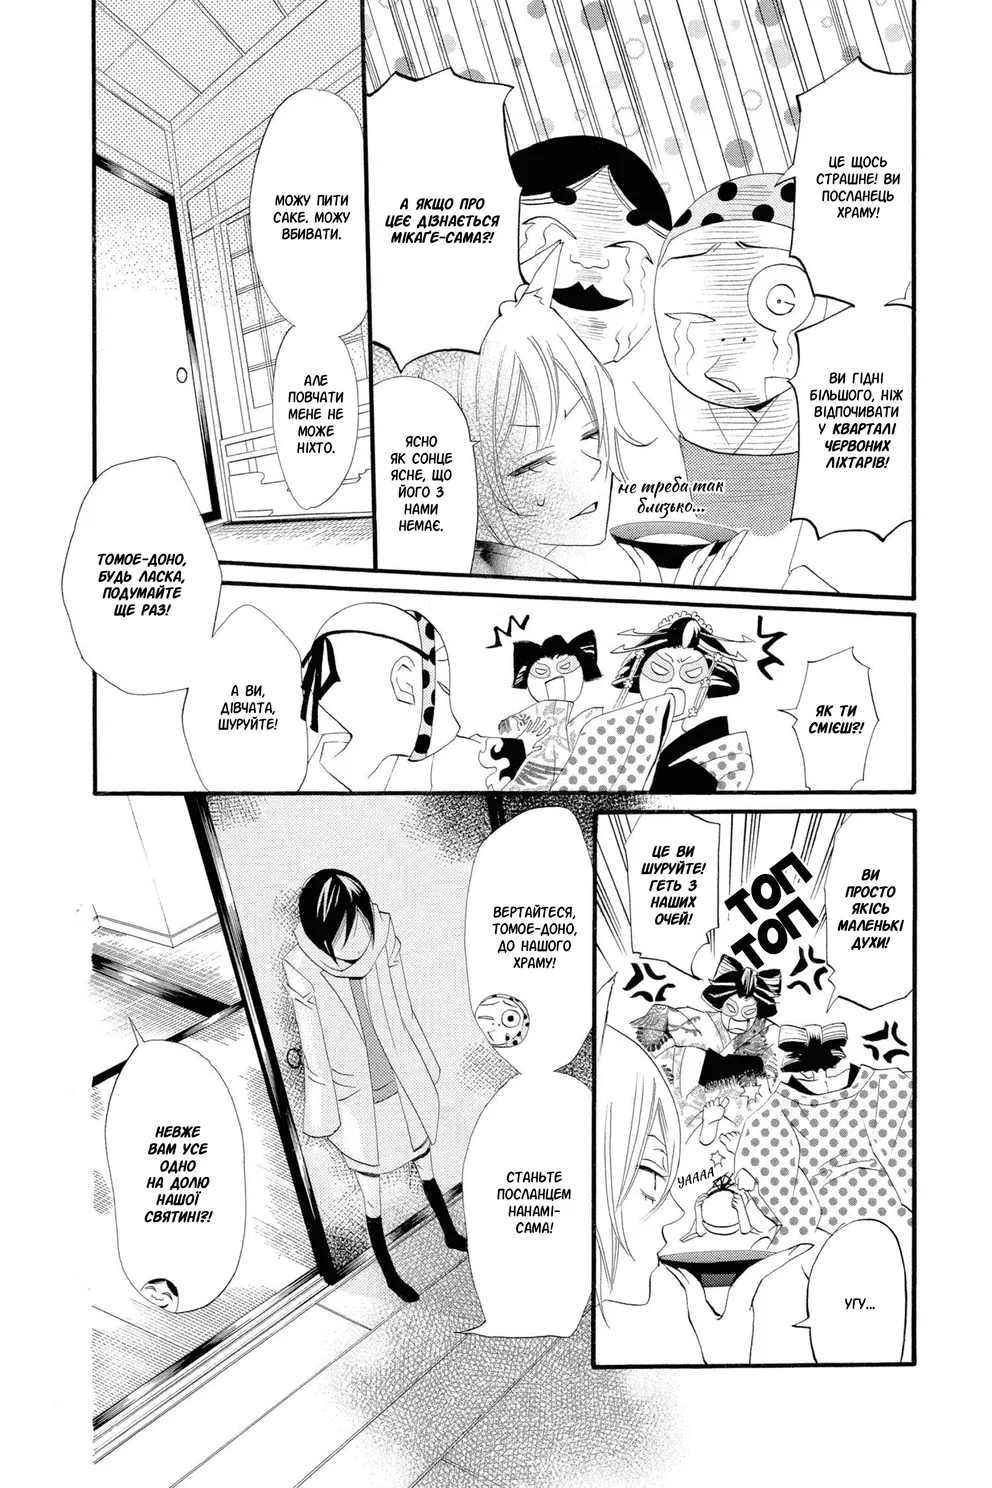 ЦЕ ЩОСЬ
СТРАШНЕ! ВИ
ПОСЛАНЕЦЬ
ХРАМУ!
А ЯКЩО ПРО
ЦЕЄ ДІЗНАЄТЬСЯ
МІКАҐЕ-САМА?!
ВИ ГІДНІ
БІЛЬШОГО, НІЖ
ВІДПОЧИВАТИ
У КВАРТАЛІ
ЧЕРВОНИХ
ЛІХТАРІВ!
не треба так
близько...
ЯСНО
ЯК СОНЦЕ
ЯСНЕ, ЩО
ЙОГО З
НАМИ
НЕМАЄ.
МОЖУ ПИТИ
САКЕ. МОЖУ
ВБИВАТИ.
АЛЕ
ПОВЧАТИ
МЕНЕ НЕ
МОЖЕ
НІХТО.
ЯК ТИ
СМІЄШ?!
А ВИ,
ДІВЧАТА,
ШУРУЙТЕ!
ТОМОЕ-ДОНО,
БУДЬ ЛАСКА,
ПОДУМАЙТЕ
ЩЕ РАЗ!
ВИ
ПРОСТО
ЯКІСЬ
МАЛЕНЬКІ
ДУХИ!
ТОП
ТОП
ЦЕ ВИ
ШУРУЙТЕ!
ГЕТЬ З
НАШИХ
ОЧЕЙ!
УАААА
УГУ...
ВЕРТАЙТЕСЯ,
ТОМОЕ-ДОНО,
ДО НАШОГО
ХРАМУ!
СТАНЬТЕ
ПОСЛАНЦЕМ
НАНАМІ-
САМА!
НЕВЖЕ
ВАМ УСЕ
ОДНО
НА ДОЛЮ
НАШОЇ
СВЯТИНІ?!